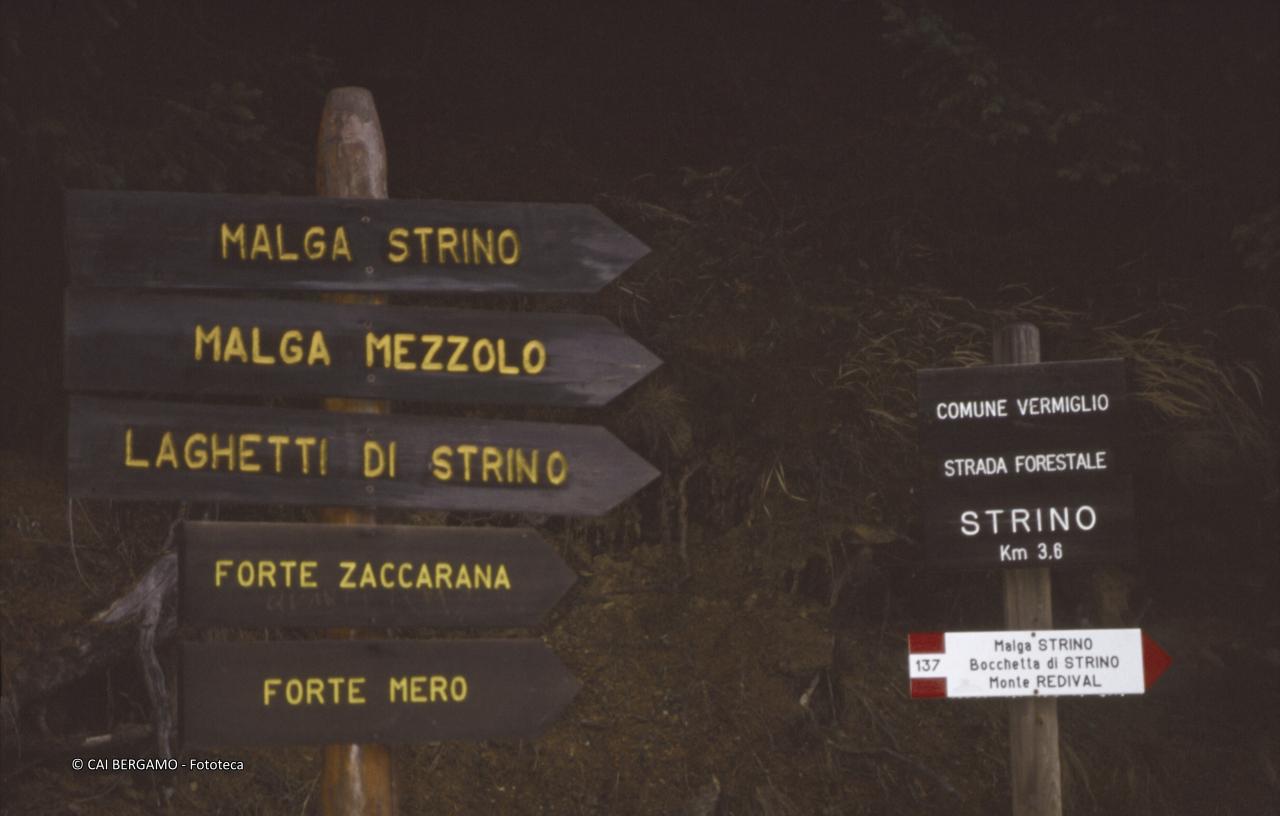 MALGA STRINO
MALGA MEZZOLO
LAGHETTI DI STRINO
FORTE ZACCARANA
FORTE MERO
COMUNE VERMIGLIO
STRADA FORESTALE
STRINO
Km 3,6
137
Malga STRINO
Bocchetta di STRINO
Monte REDIVAL
© CAI BERGAMO - Fototeca